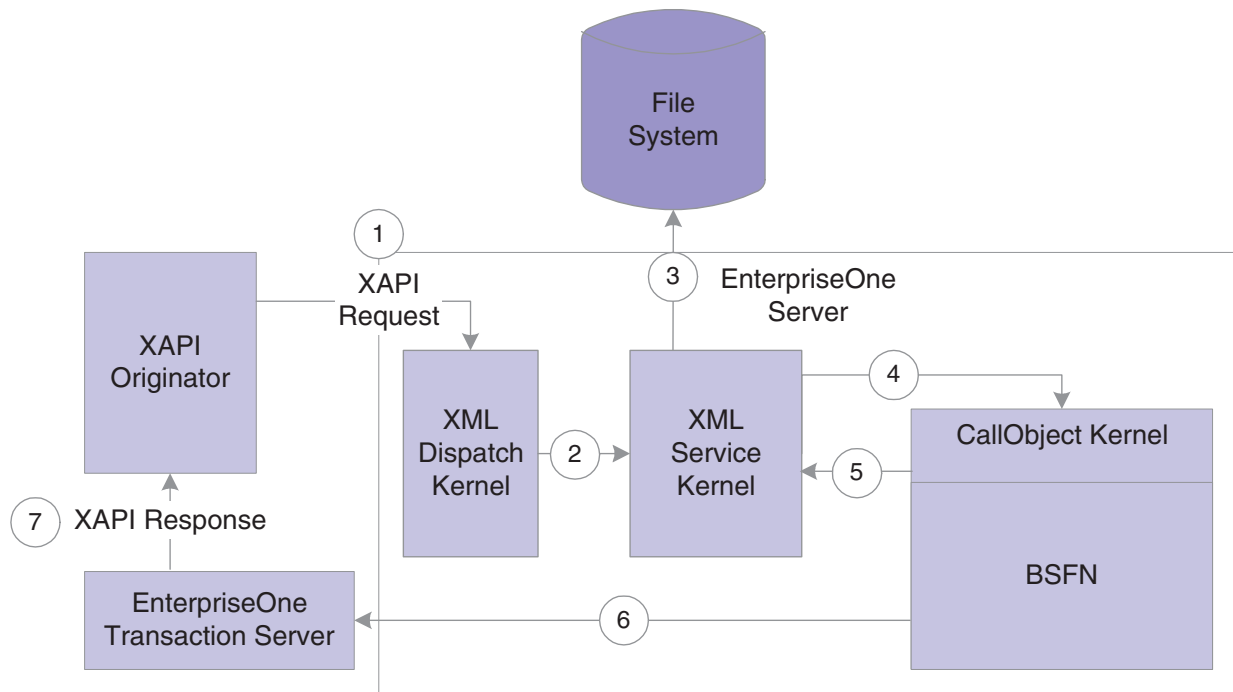 File
System
1
XAPI
Request
3
EnterpriseOne
Server
XAPI
Originator
XML
Dispatch
Kernel
2
XML
Service
Kernel
4
CallObject Kernel
5
BSFN
7
XAPI Response
EnterpriseOne
Transaction Server
6